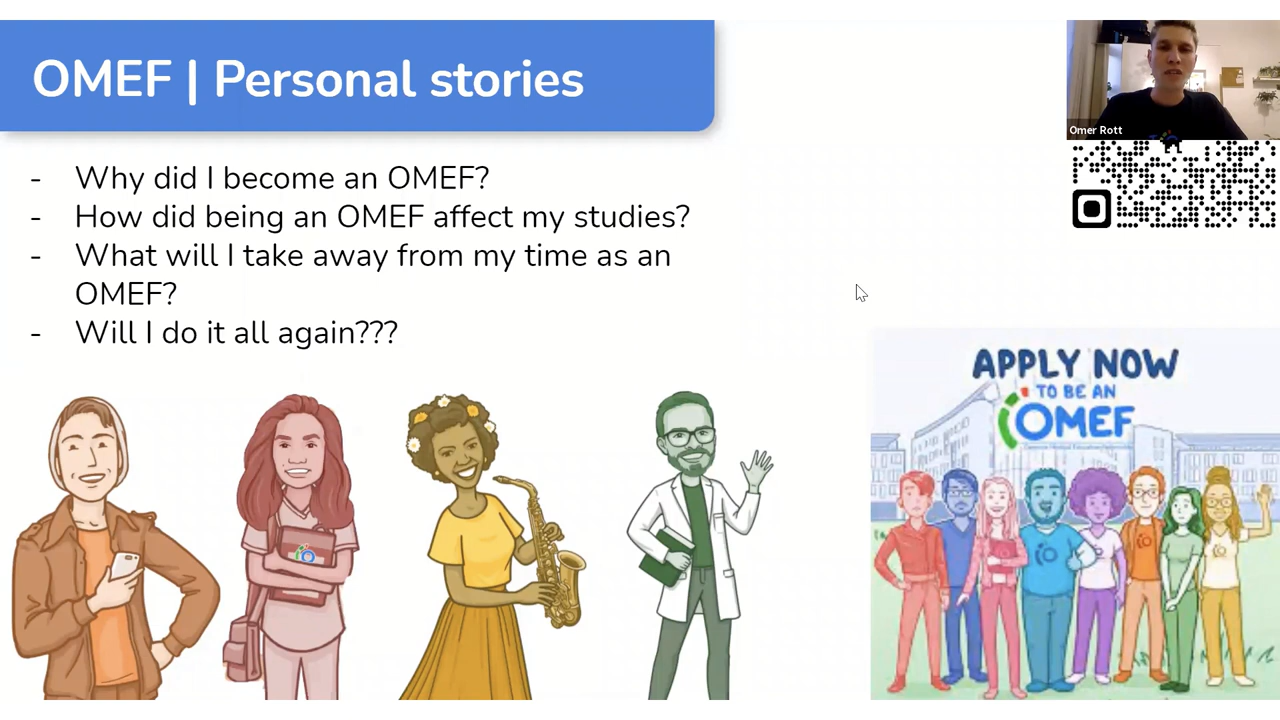 OMEF | Personal stories
Omer Rott
- Why did I become an OMEF?
- How did being an OMEF affect my studies?
- What will I take away from my time as an
OMEF?
- Will I do it all again???
APPLY NOW
TO BE AN
OMEF